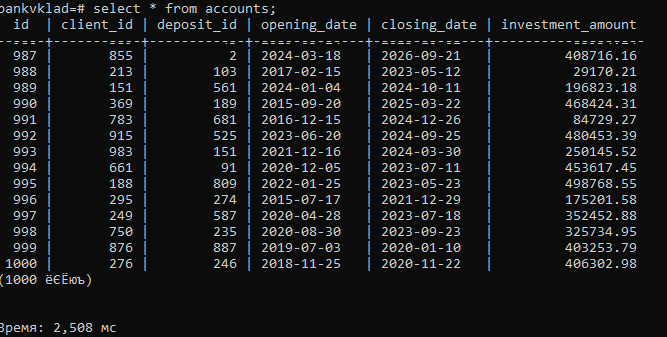 bankvklad=# select * from accounts;
id | client_id | deposit_id | opening_date | closing_date | investment_amount
987 | 855 | 2 | 2024-03-18 | 2026-09-21 | 408716.16
988 | 213 | 103 | 2017-02-15 | 2023-05-12 | 29170.21
989 | 151 | 561 | 2024-01-04 | 2024-10-11 | 196823.18
990 | 369 | 189 | 2015-09-20 | 2025-03-22 | 468424.31
991 | 783 | 681 | 2016-12-15 | 2024-12-26 | 84729.27
992 | 915 | 525 | 2023-06-20 | 2024-09-25 | 480453.39
993 | 983 | 151 | 2021-12-16 | 2024-03-30 | 250145.52
994 | 661 | 91 | 2020-12-05 | 2023-07-11 | 453617.45
995 | 188 | 809 | 2022-01-25 | 2023-05-23 | 498768.55
996 | 295 | 274 | 2015-07-17 | 2021-12-29 | 175201.58
997 | 249 | 587 | 2020-04-28 | 2023-07-18 | 352452.88
998 | 750 | 235 | 2020-08-30 | 2023-09-23 | 325734.95
999 | 876 | 887 | 2019-07-03 | 2020-01-10 | 403253.79
1000 | 276 | 246 | 2018-11-25 | 2020-11-22 | 406302.98
(1000 ёЄЁюъ)
Время: 2,508 мс